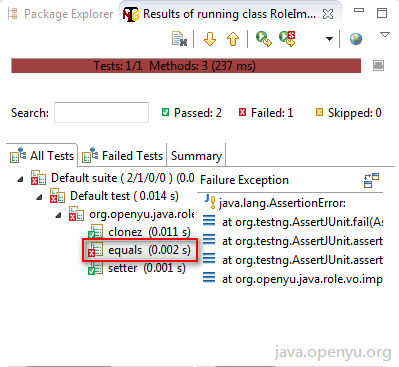 Package Explorer
Results of running class RoleIm...
Tests: 1/1 Methods: 3 (237 ms)
Search:
Passed: 2
Failed: 1
Skipped: 0
All Tests
Failed Tests
Summary
Default suite ( 2/1/0/0 ) (0.0
Default test ( 0.014 s)
org.openyu.java.role
clonez (0.011 s)
equals (0.002 s)
setter (0.001 s)
Failure Exception
java.lang.AssertionError:
at org.testng.AssertJUnit.fail(As
at org.testng.AssertJUnit.assert
at org.testng.AssertJUnit.assert
at org.openyu.java.role.vo.imp
java.openyu.org